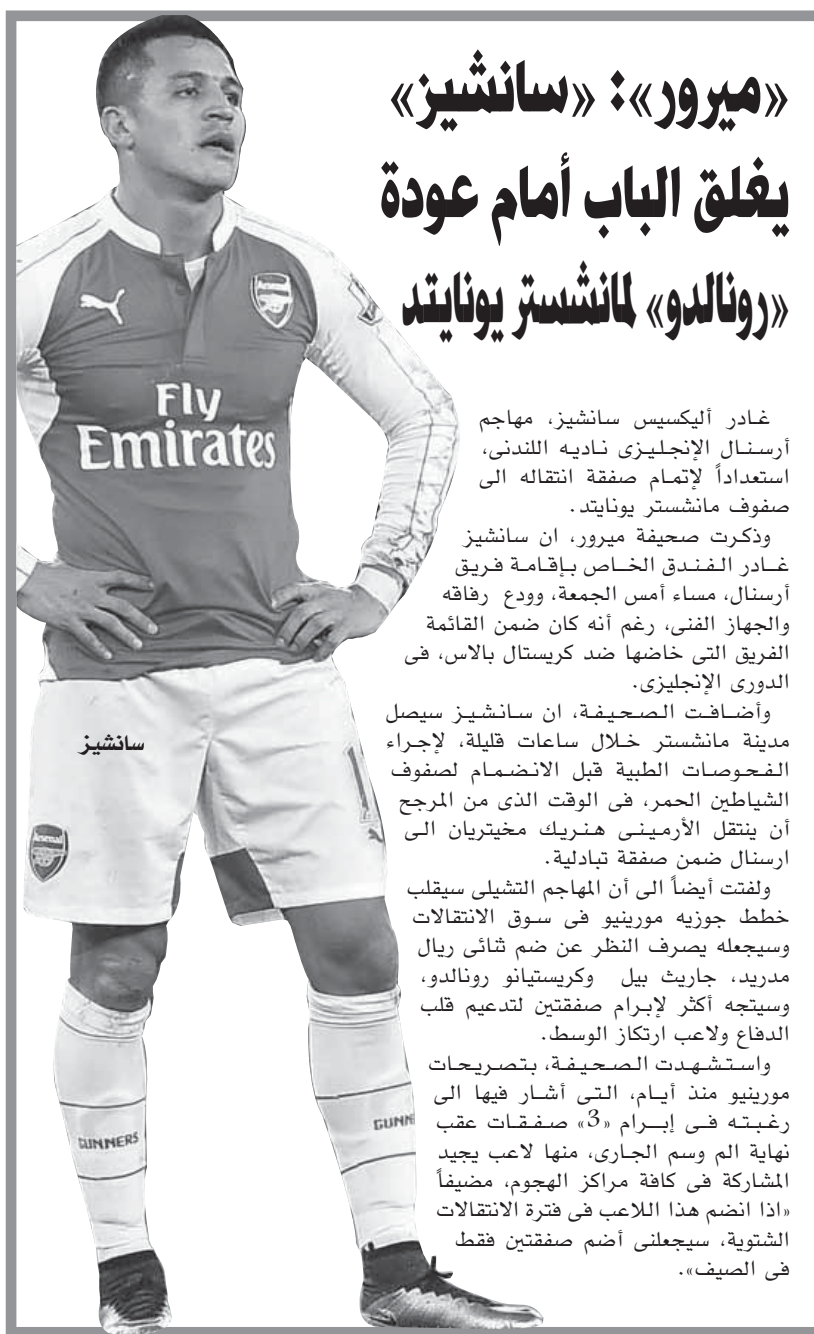 «ميرور»: «سانشيز»
يغلق الباب أمام عودة
«رونالدو» لمانشستر يونايتد
غادر أليكسيس سانشيز، مهاجم
أرسنال الإنجليزى ناديه اللندنى،
استعداداً لإتمام صفقة انتقاله الى
صفوف مانشستر يونايتد.
وذكرت صحيفة ميرور، ان سانشيز
غادر الفندق الخاص بإقامة فريق
أرسنال، مساء أمس الجمعة، وودع رفاقه
والجهاز الفنى، رغم أنه كان ضمن القائمة
الفريق التى خاضها ضد كريستال بالاس، فى
الدورى الإنجليزى.
وأضافت الصحيفة، ان سانشيز سيصل
مدينة مانشستر خلال ساعات قليلة، لإجراء
الفحوصات الطبية قبل الانضمام لصفوف
الشياطين الحمر، فى الوقت الذى من المرجح
أن ينتقل الأرمينى هنريك مخيتريان الى
ارسنال ضمن صفقة تبادلية.
ولفتت أيضاً الى أن المهاجم التشيلى سيقلب
خطط جوزيه مورينيو فى سوق الانتقالات
وسيجعله يصرف النظر عن ضم ثنائى ريال
مدريد، جاريث بيل وكريستيانو رونالدو،
وسيتجه أكثر لإبرام صفقتين لتدعيم قلب
الدفاع ولاعب ارتكاز الوسط.
واستشهدت الصحيفة، بتصريحات
مورينيو منذ أيام، التى أشار فيها الى
رغبته فى إبرام «3» صفقات عقب
نهاية الم وسم الجارى، منها لاعب يجيد
المشاركة فى كافة مراكز الهجوم، مضيفاً
«اذا انضم هذا اللاعب فى فترة الانتقالات
الشتوية، سيجعلنى أضم صفقتين فقط
فى الصيف».
سانشيز
Arsenal
Fly
Emirates
Arsenal
GUNNERS
GUNN